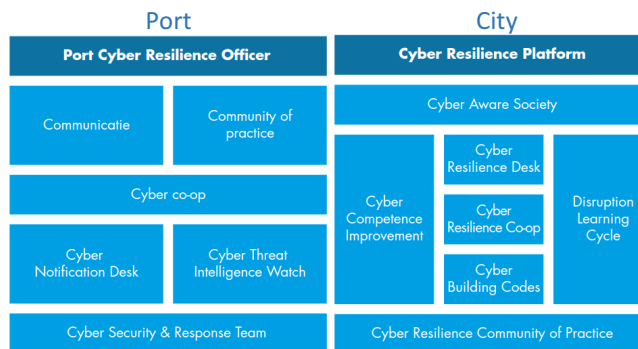 Port
Port Cyber Resilience Officer
Communicatie
Community of
practice
Cyber co-op
Cyber
Notification Desk
Cyber Threat
Intelligence Watch
Cyber Security & Response Team
City
Cyber Resilience Platform
Cyber Aware Society
Cyber
Competence
Improvement
Cyber
Resilience Desk
Cyber
Resilience Co-op
Cyber
Building Codes
Disruption
Learning
Cycle
Cyber Resilience Community of Practice